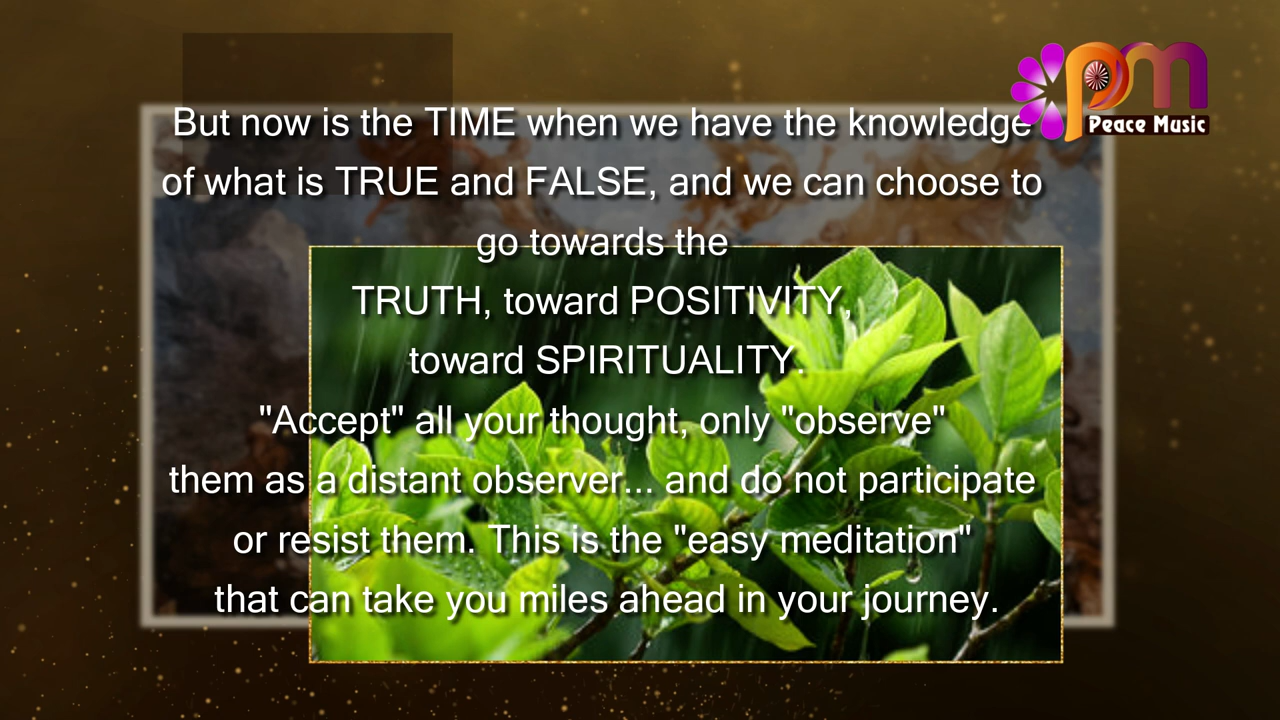 But now is the TIME when we have the knowledge
of what is TRUE and FALSE, and we can choose to
go towards the
TRUTH, toward POSITIVITY,
toward SPIRITUALITY.
"Accept" all your thought, only "observe"
them as a distant observer... and do not participate
or resist them. This is the "easy meditation"
that can take you miles ahead in your journey.
pm
Peace Music